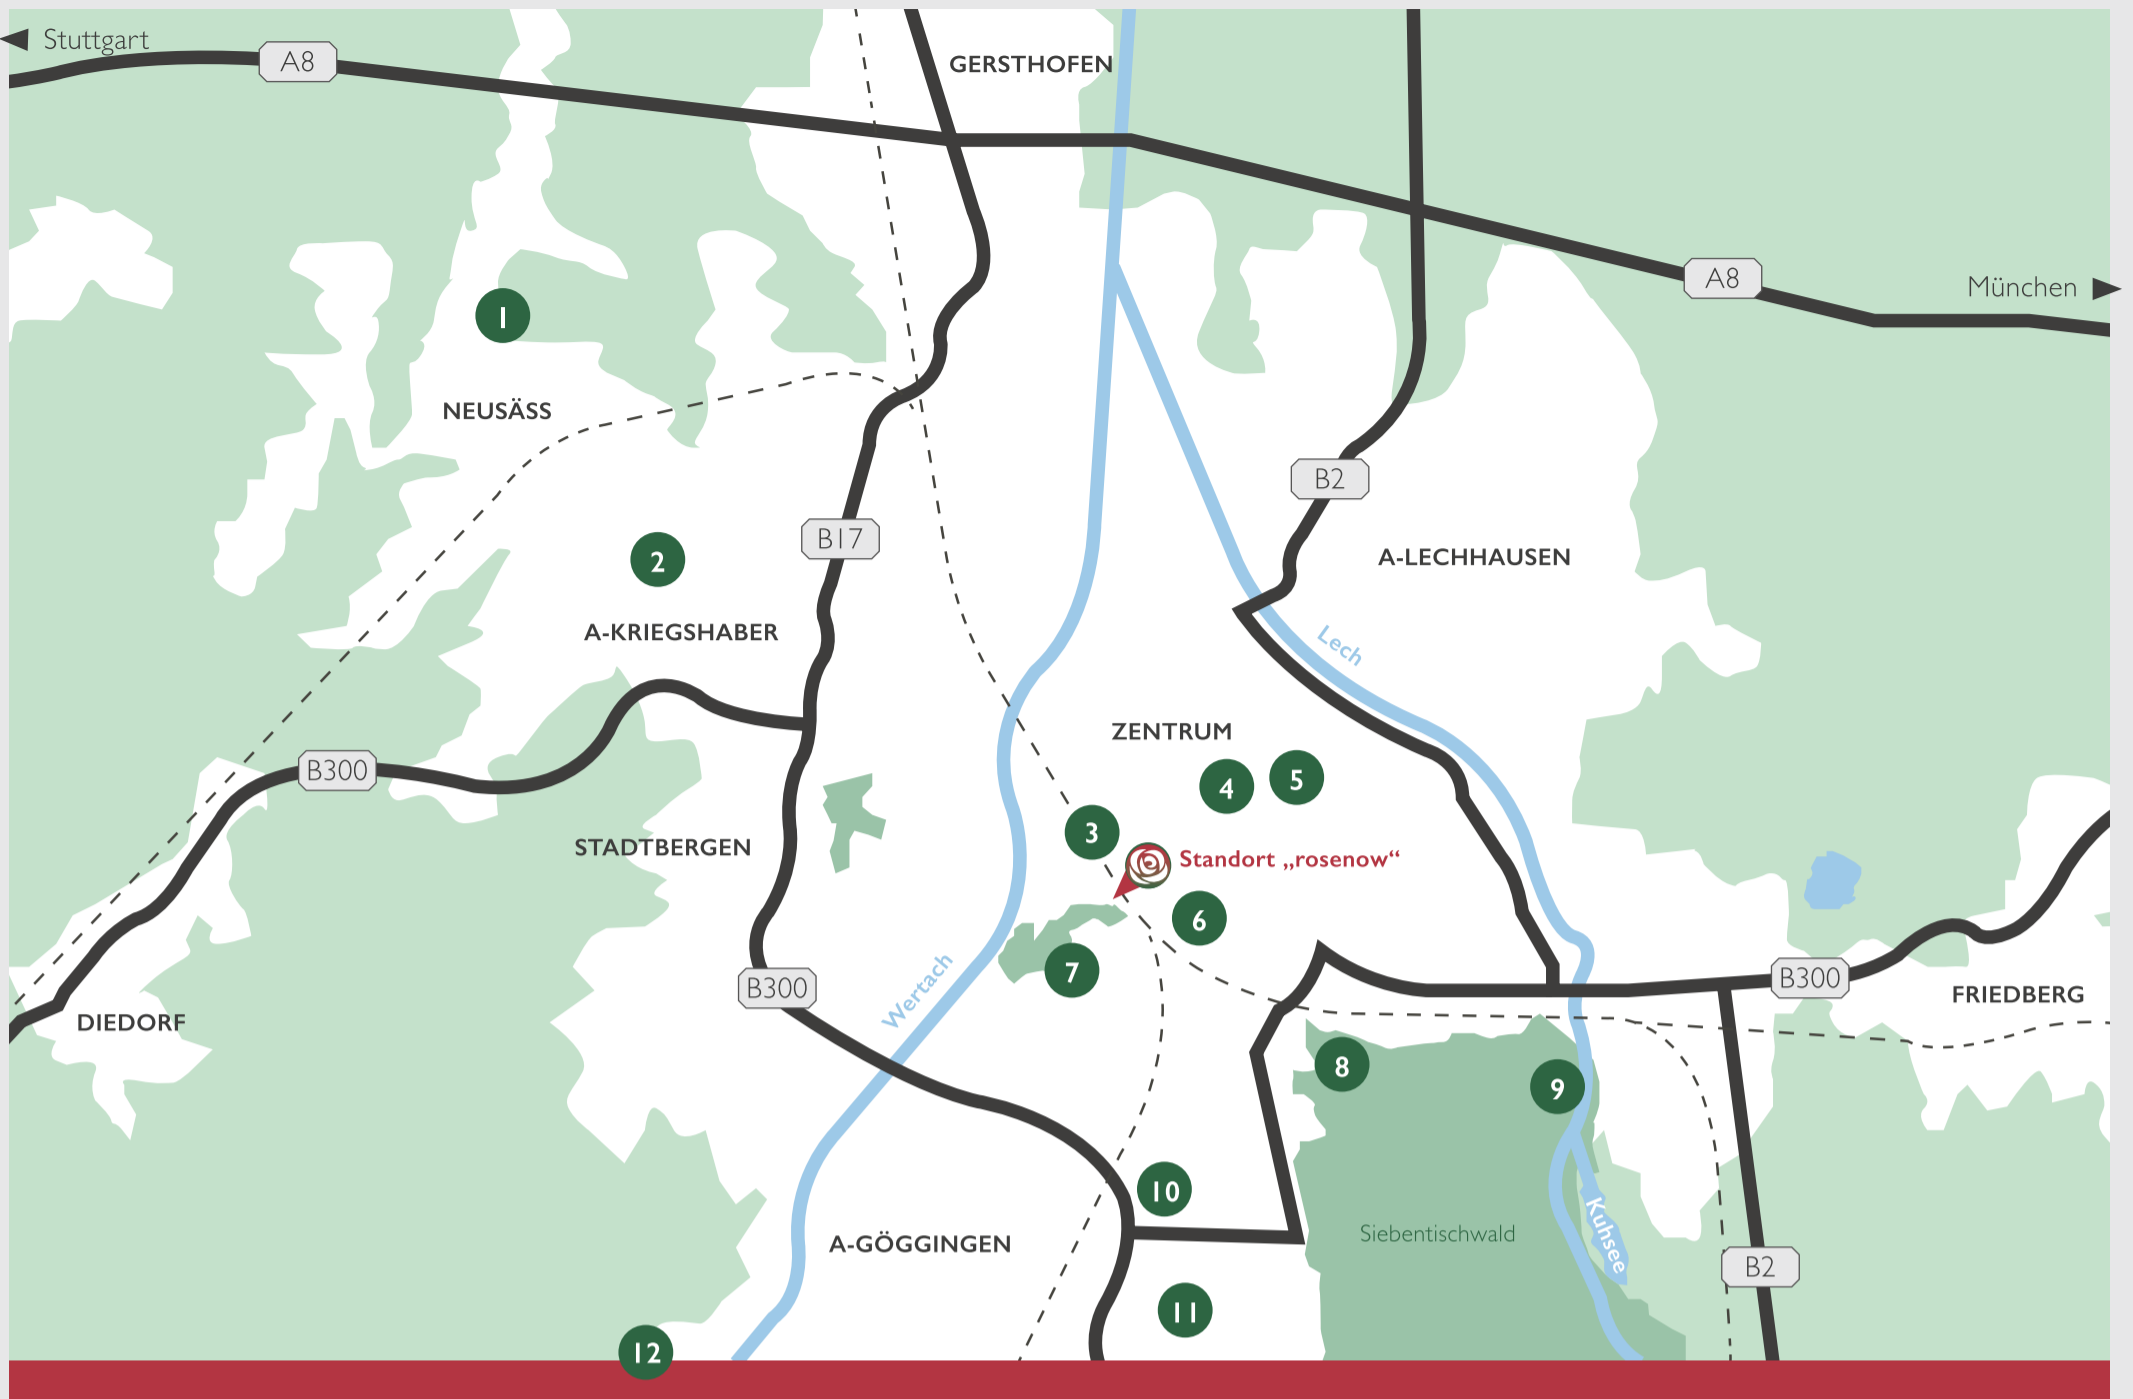 Stuttgart
A8
GERSTHOFEN
A8
München
1
NEUSÄSS
B2
B17
2
A-LECHHAUSEN
A-KRIEGSHABER
Lech
ZENTRUM
B300
4
5
3
STADTBERGEN
Standort „rosenow“
6
7
Wertach
B300
B300
FRIEDBERG
DIEDORF
8
9
10
Siebentischwald
Kuhsee
A-GÖGGINGEN
B2
11
12